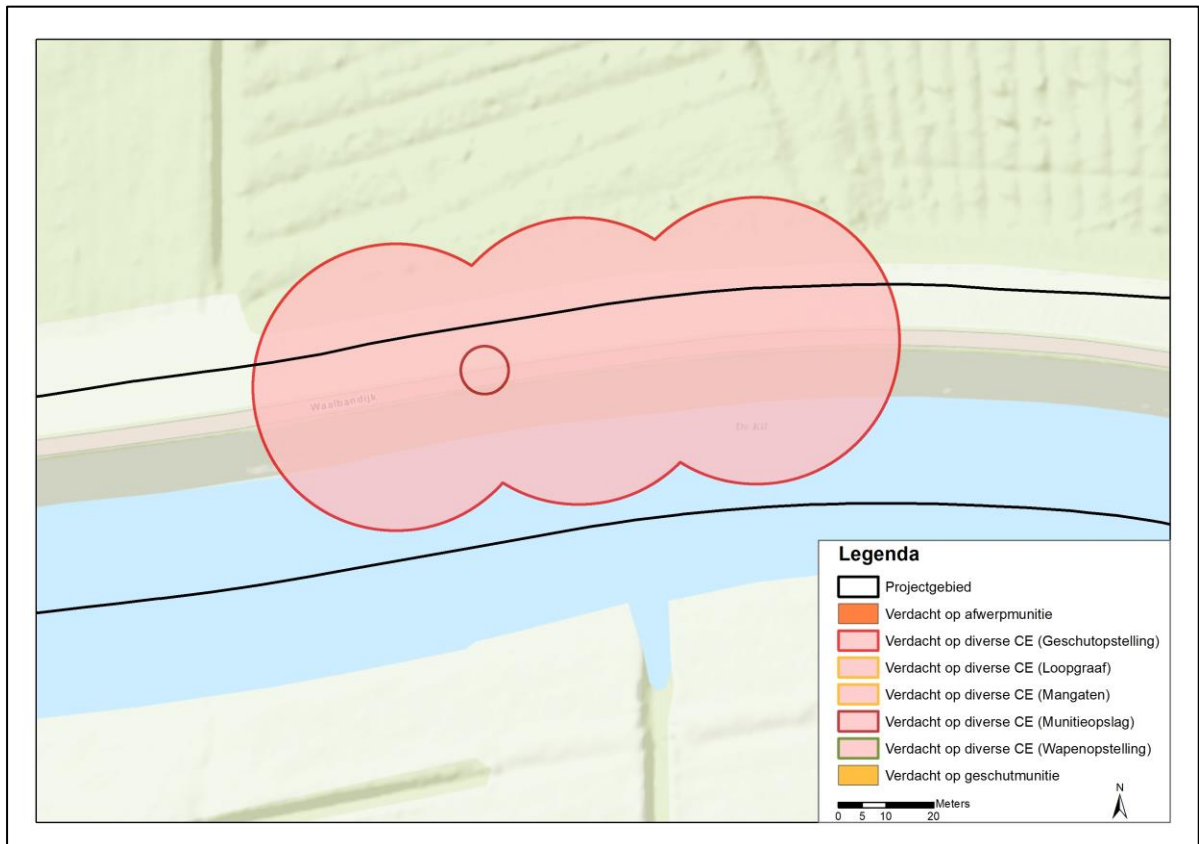 Waalbandijk
De Kil
Legenda
Projectgebied
Verdacht op afwerpmunitie
Verdacht op diverse CE (Geschutopstelling)
Verdacht op diverse CE (Loopgraaf)
Verdacht op diverse CE (Mangaten)
Verdacht op diverse CE (Munitieopslag)
Verdacht op diverse CE (Wapenopstelling)
Verdacht op geschutmunitie
Meters
0 5 10 20
N